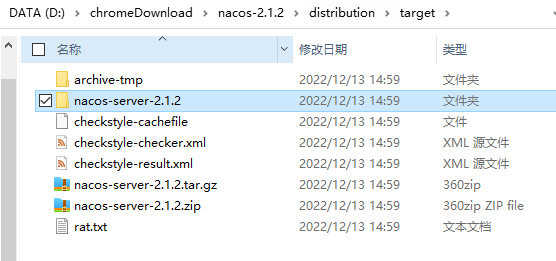 DATA (D:) > chromeDownload > nacos-2.1.2 > distribution > target >
名称 修改日期 类型
archive-tmp 2022/12/13 14:59 文件夹
nacos-server-2.1.2 2022/12/13 14:59 文件夹
checkstyle-cachefile 2022/12/13 14:59 文件
checkstyle-checker.xml 2022/12/13 14:59 XML 源文件
checkstyle-result.xml 2022/12/13 14:59 XML 源文件
nacos-server-2.1.2.tar.gz 2022/12/13 14:59 360zip
nacos-server-2.1.2.zip 2022/12/13 14:59 360zip ZIP file
rat.txt 2022/12/13 14:59 文本文档